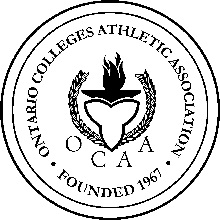 ONTARIO COLLEGES ATHLETIC ASSOCIATION
OCAA
• FOUNDED 1967 •